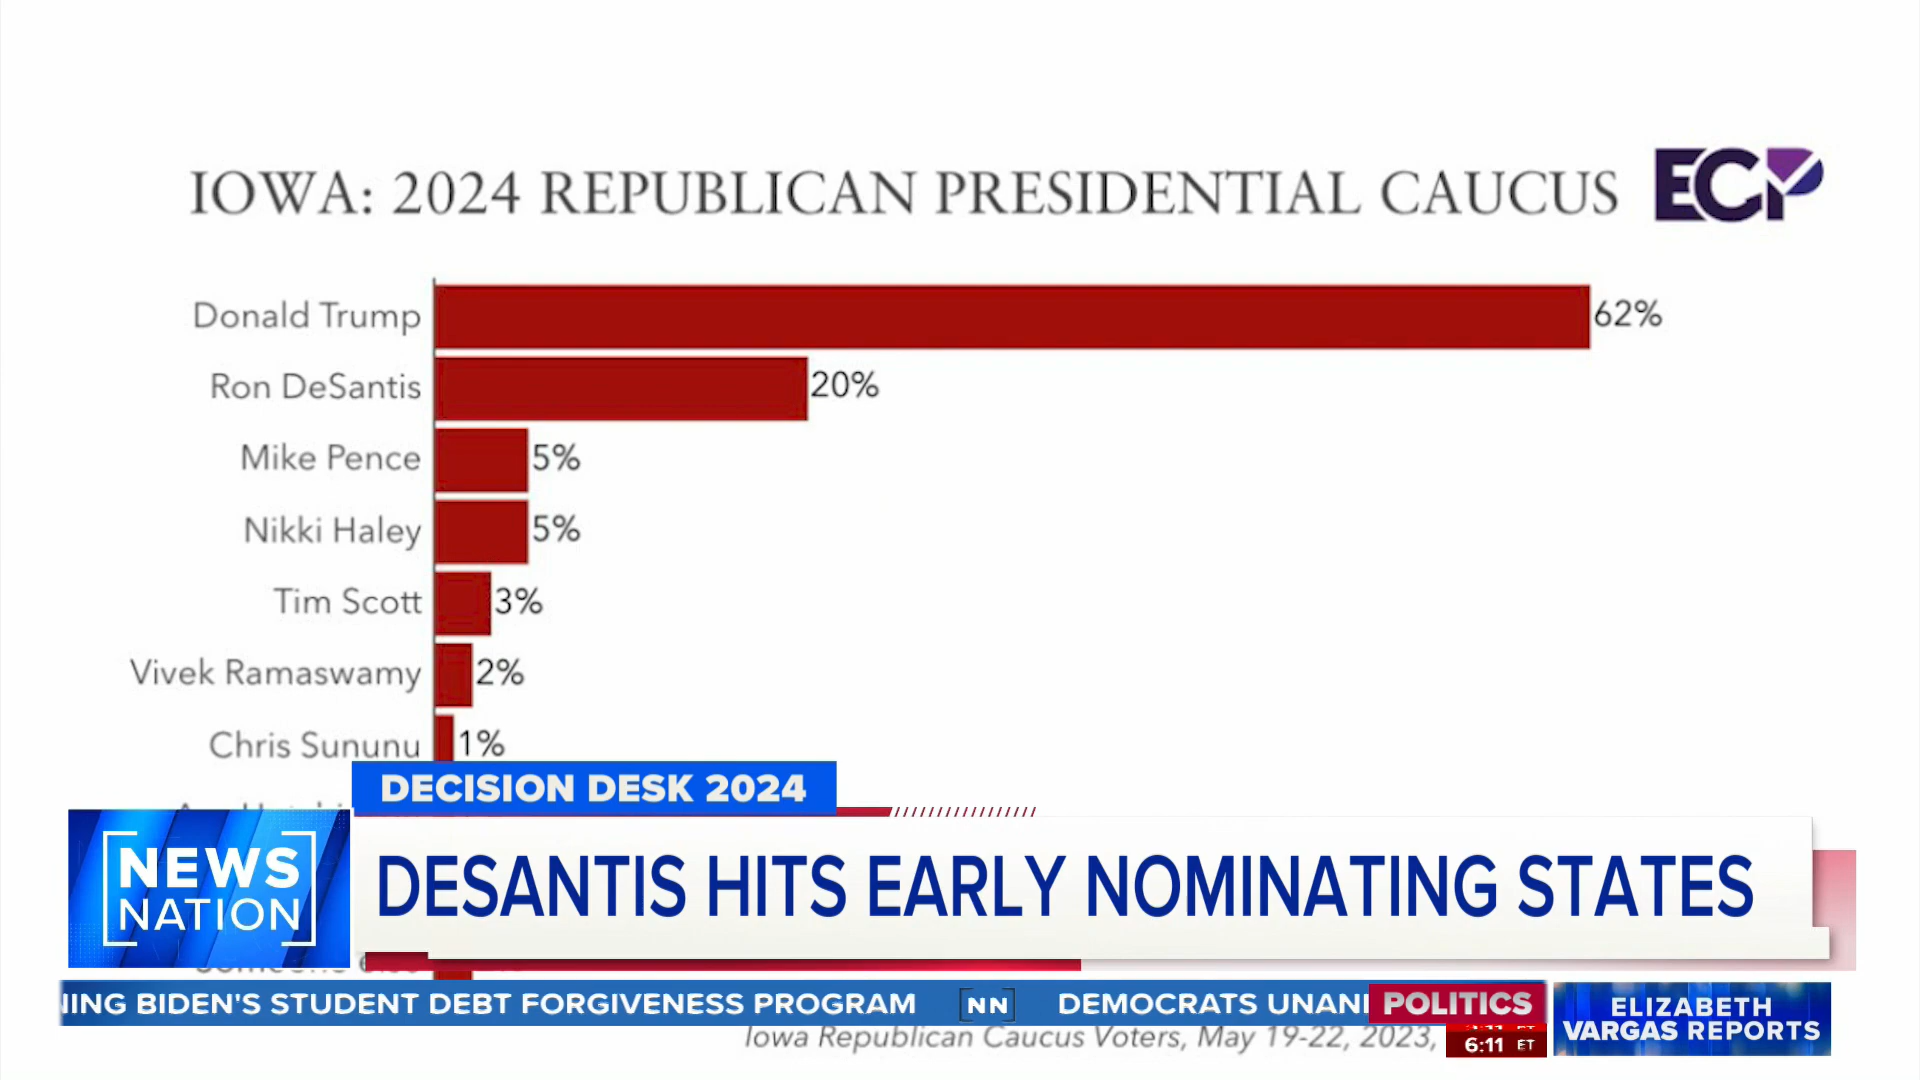 IOWA: 2024 REPUBLICAN PRESIDENTIAL CAUCUS
ECP
Donald Trump 62%
Ron DeSantis 20%
Mike Pence 5%
Nikki Haley 5%
Tim Scott 3%
Vivek Ramaswamy 2%
Chris Sununu 1%
DECISION DESK 2024
NEWS
NATION
DESANTIS HITS EARLY NOMINATING STATES
BIDEN'S STUDENT DEBT FORGIVENESS PROGRAM NN DEMOCRATS
POLITICS
6:11 ET
ELIZABETH
VARGAS REPORTS
Iowa Republican Caucus Voters, May 19-22, 2023,